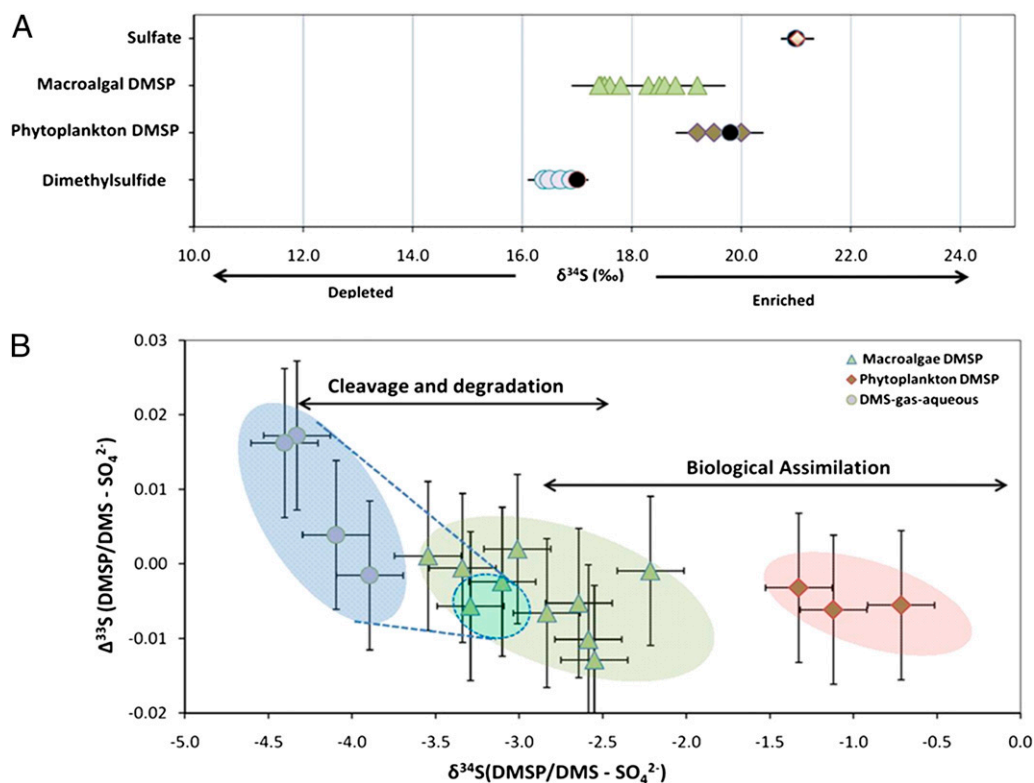 A
Sulfate
Macroalgal DMSP
Phytoplankton DMSP
Dimethylsulfide
10.0 12.0 14.0 16.0 18.0 20.0 22.0 24.0
δ³⁴S (‰)
Depleted Enriched
B
0.03
0.02
0.01
0.00
-0.01
-0.02
Δ³³S (DMSP/DMS - SO₄²⁻)
Cleavage and degradation
Biological Assimilation
Macroalgae DMSP
Phytoplankton DMSP
DMS-gas-aqueous
-5.0 -4.5 -4.0 -3.5 -3.0 -2.5 -2.0 -1.5 -1.0 -0.5 0.0
δ³⁴S(DMSP/DMS - SO₄²⁻)